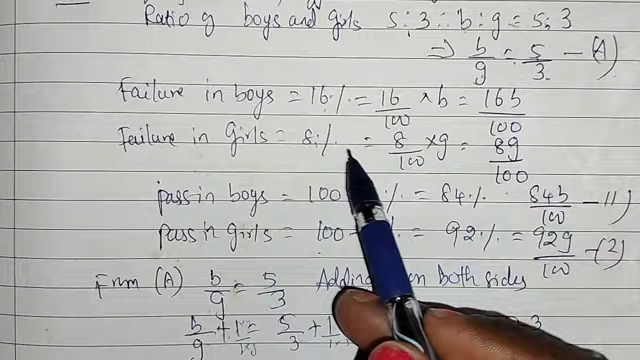 Ratio of boys and girls 5:3 ∴ b:g = 5:3
⇒ b/g = 5/3 — (A)
Failure in boys = 16% = 16/100 × b = 16b/100
Failure in girls = 8% = 8/100 × g = 8g/100
pass in boys = 100 % = 84% 84b/100 — (1)
pass in girls = 100 - % = 92% = 92g/100 — (2)
From (A) b/g = 5/3 Adding on both sides
b/g + 1 = 5/3 + 1 3